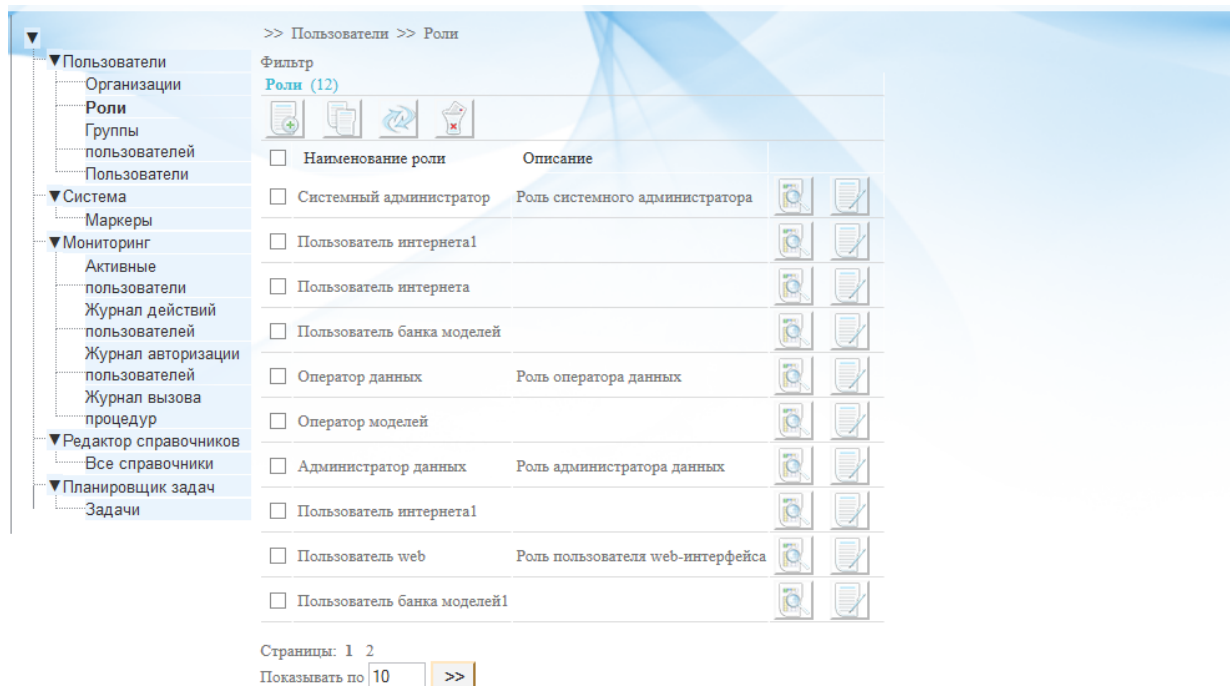 >> Пользователи >> Роли
▼
▼Пользователи
Организации
Роли
Группы
пользователей
Пользователи
▼Система
Маркеры
▼Мониторинг
Активные
пользователи
Журнал действий
пользователей
Журнал авторизации
пользователей
Журнал вызова
процедур
▼Редактор справочников
Все справочники
▼Планировщик задач
Задачи
Фильтр
Роли (12)
Наименование роли Описание
Системный администратор Роль системного администратора
Пользователь интернета1
Пользователь интернета
Пользователь банка моделей
Оператор данных Роль оператора данных
Оператор моделей
Администратор данных Роль администратора данных
Пользователь интернета1
Пользователь web Роль пользователя web-интерфейса
Пользователь банка моделей1
Страницы: 1 2
Показывать по 10 >>